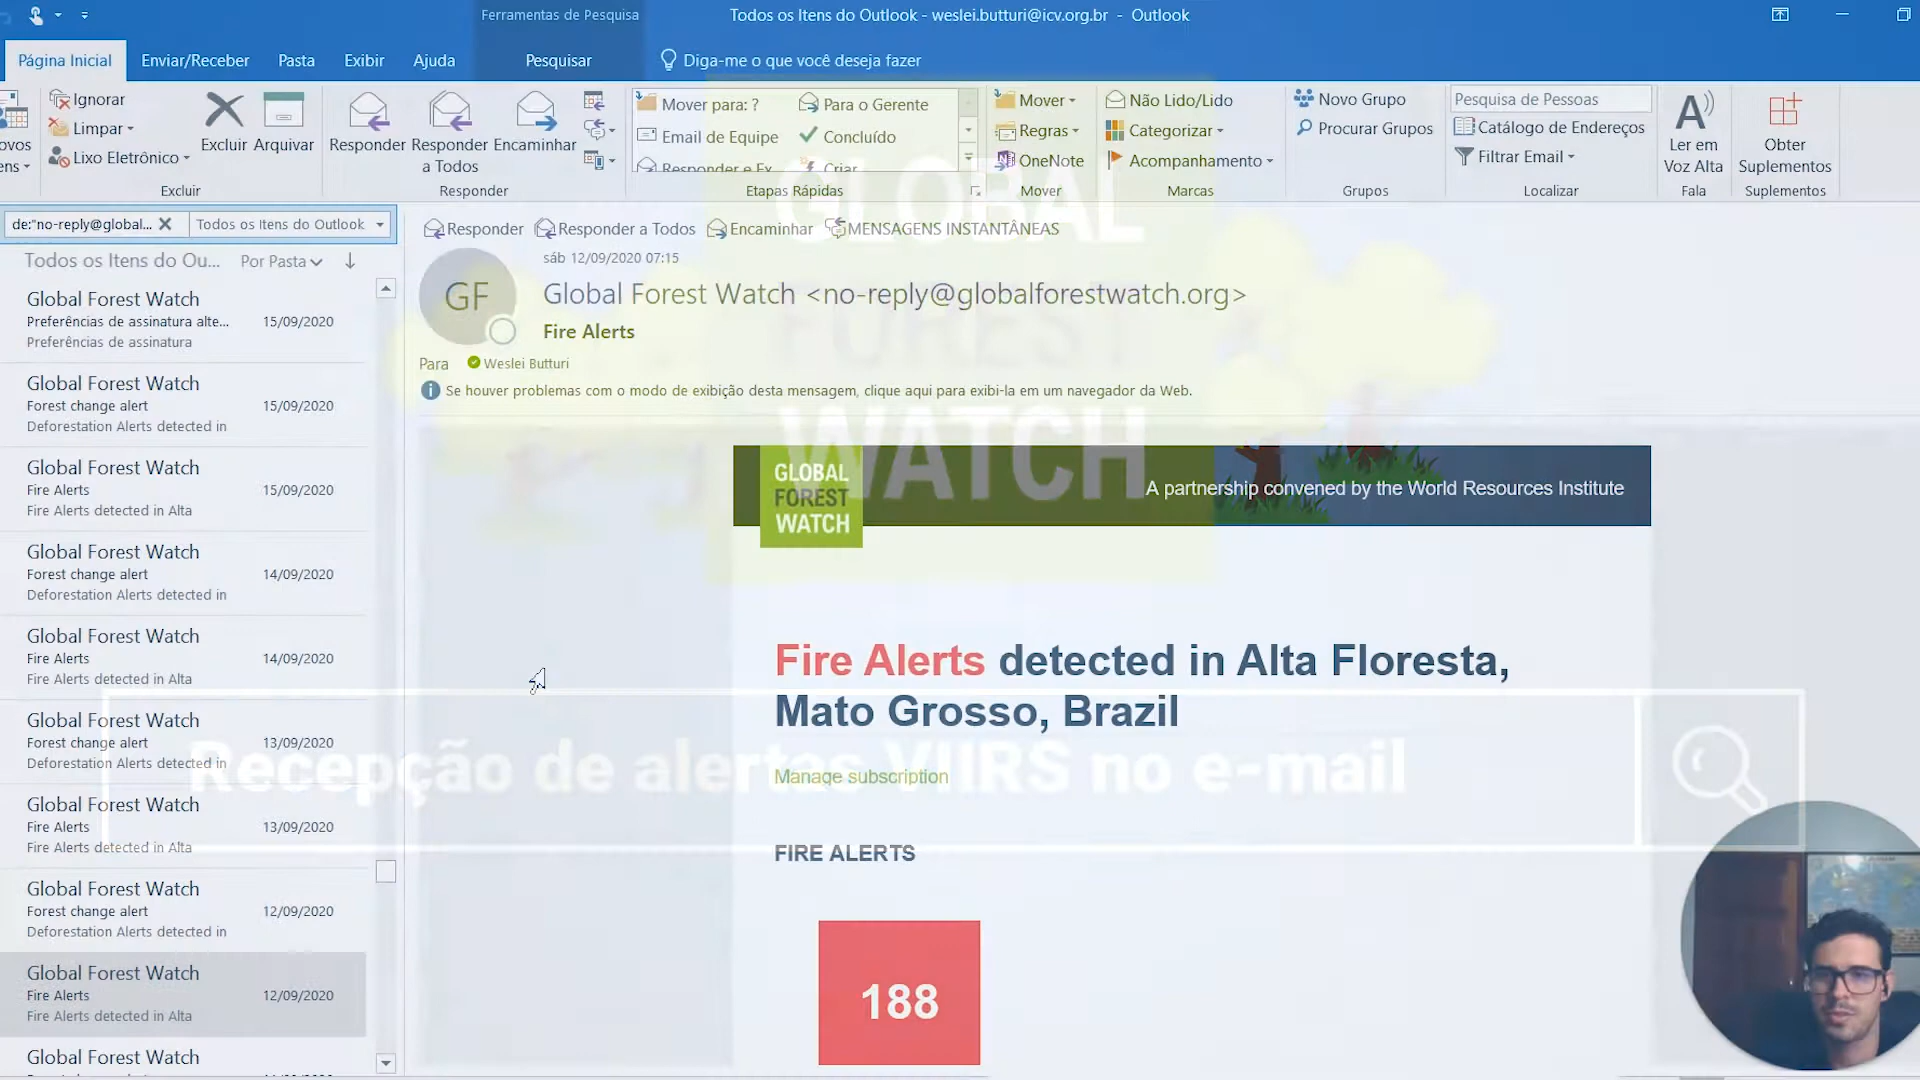 Ferramentas de Pesquisa
Todos os Itens do Outlook - weslei.butturi@icv.org.br - Outlook
Página Inicial
Enviar/Receber
Pasta
Exibir
Ajuda
Pesquisar
Diga-me o que você deseja fazer
Ignorar
Limpar
Lixo Eletrônico
Excluir
Arquivar
Excluir
Responder
Responder a Todos
Encaminhar
Responder
Mover para: ?
Para o Gerente
Email de Equipe
Concluído
Responder e Ex
Criar
Etapas Rápidas
Mover
Regras
OneNote
Mover
Não Lido/Lido
Categorizar
Acompanhamento
Marcas
Novo Grupo
Procurar Grupos
Grupos
Pesquisa de Pessoas
Catálogo de Endereços
Filtrar Email
Localizar
Ler em
Voz Alta
Fala
Obter
Suplementos
Suplementos
de:"no-reply@global...
Todos os Itens do Outlook
Todos os Itens do Ou...
Por Pasta
Global Forest Watch
Preferências de assinatura alte...
15/09/2020
Preferências de assinatura
Global Forest Watch
Forest change alert
15/09/2020
Deforestation Alerts detected in
Global Forest Watch
Fire Alerts
15/09/2020
Fire Alerts detected in Alta
Global Forest Watch
Forest change alert
14/09/2020
Deforestation Alerts detected in
Global Forest Watch
Fire Alerts
14/09/2020
Fire Alerts detected in Alta
Global Forest Watch
Forest change alert
13/09/2020
Deforestation Alerts detected in
Global Forest Watch
Fire Alerts
13/09/2020
Fire Alerts detected in Alta
Global Forest Watch
Forest change alert
12/09/2020
Deforestation Alerts detected in
Global Forest Watch
Fire Alerts
12/09/2020
Fire Alerts detected in Alta
Global Forest Watch
Responder
Responder a Todos
Encaminhar
MENSAGENS INSTANTÂNEAS
sáb 12/09/2020 07:15
GF
Global Forest Watch <no-reply@globalforestwatch.org>
Fire Alerts
Para
Weslei Butturi
Se houver problemas com o modo de exibição desta mensagem, clique aqui para exibi-la em um navegador da Web.
GLOBAL
FOREST
WATCH
GLOBAL
FOREST
WATCH
A partnership convened by the World Resources Institute
Fire Alerts detected in Alta Floresta,
Mato Grosso, Brazil
Recepção de alertas VIIRS no e-mail
Manage subscription
FIRE ALERTS
188